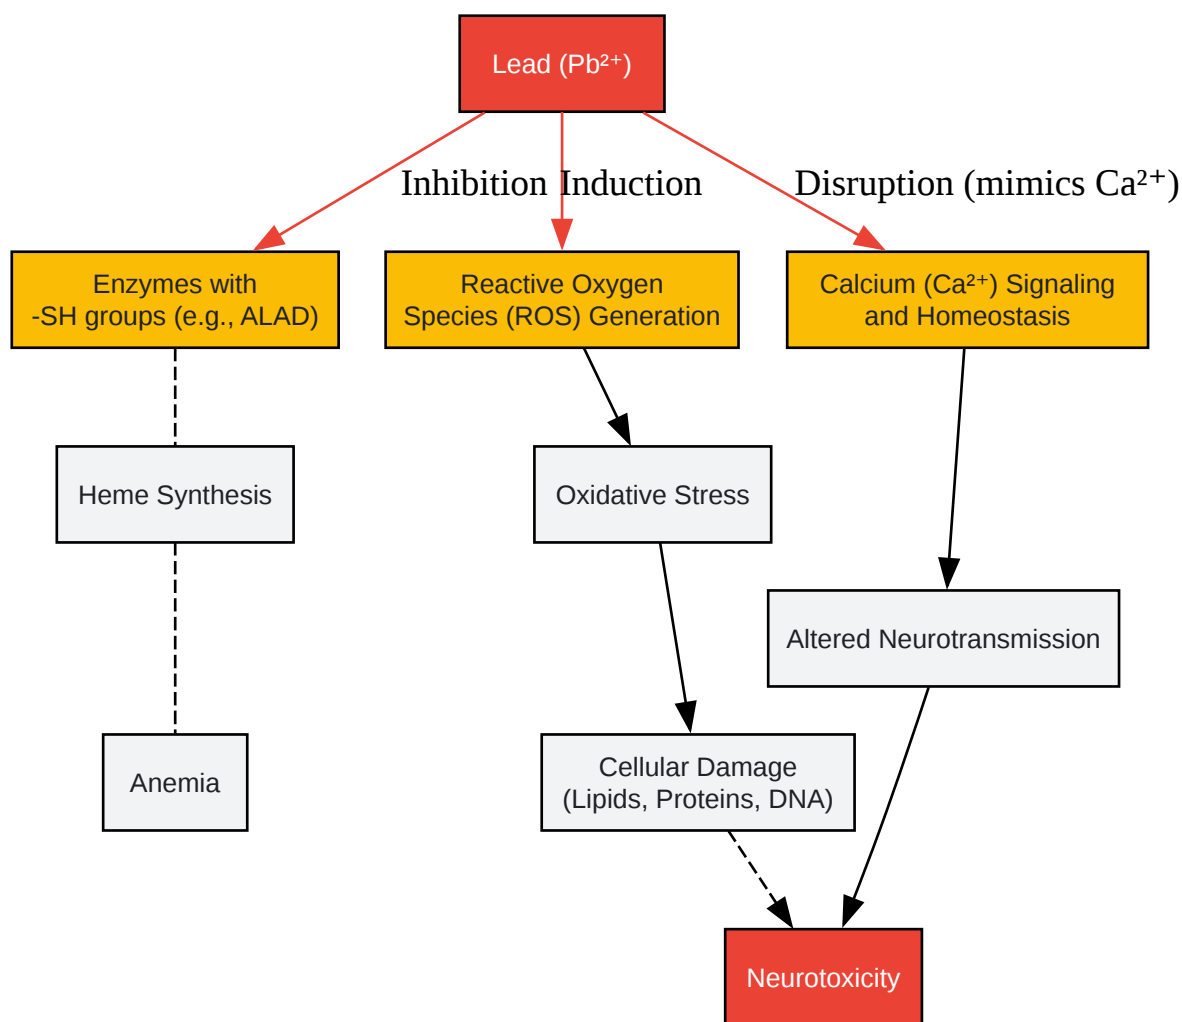 Lead (Pb²⁺)
Inhibition
Induction
Disruption (mimics Ca²⁺)
Enzymes with
-SH groups (e.g., ALAD)
Reactive Oxygen
Species (ROS) Generation
Calcium (Ca²⁺) Signaling
and Homeostasis
Heme Synthesis
Oxidative Stress
Altered Neurotransmission
Anemia
Cellular Damage
(Lipids, Proteins, DNA)
Neurotoxicity